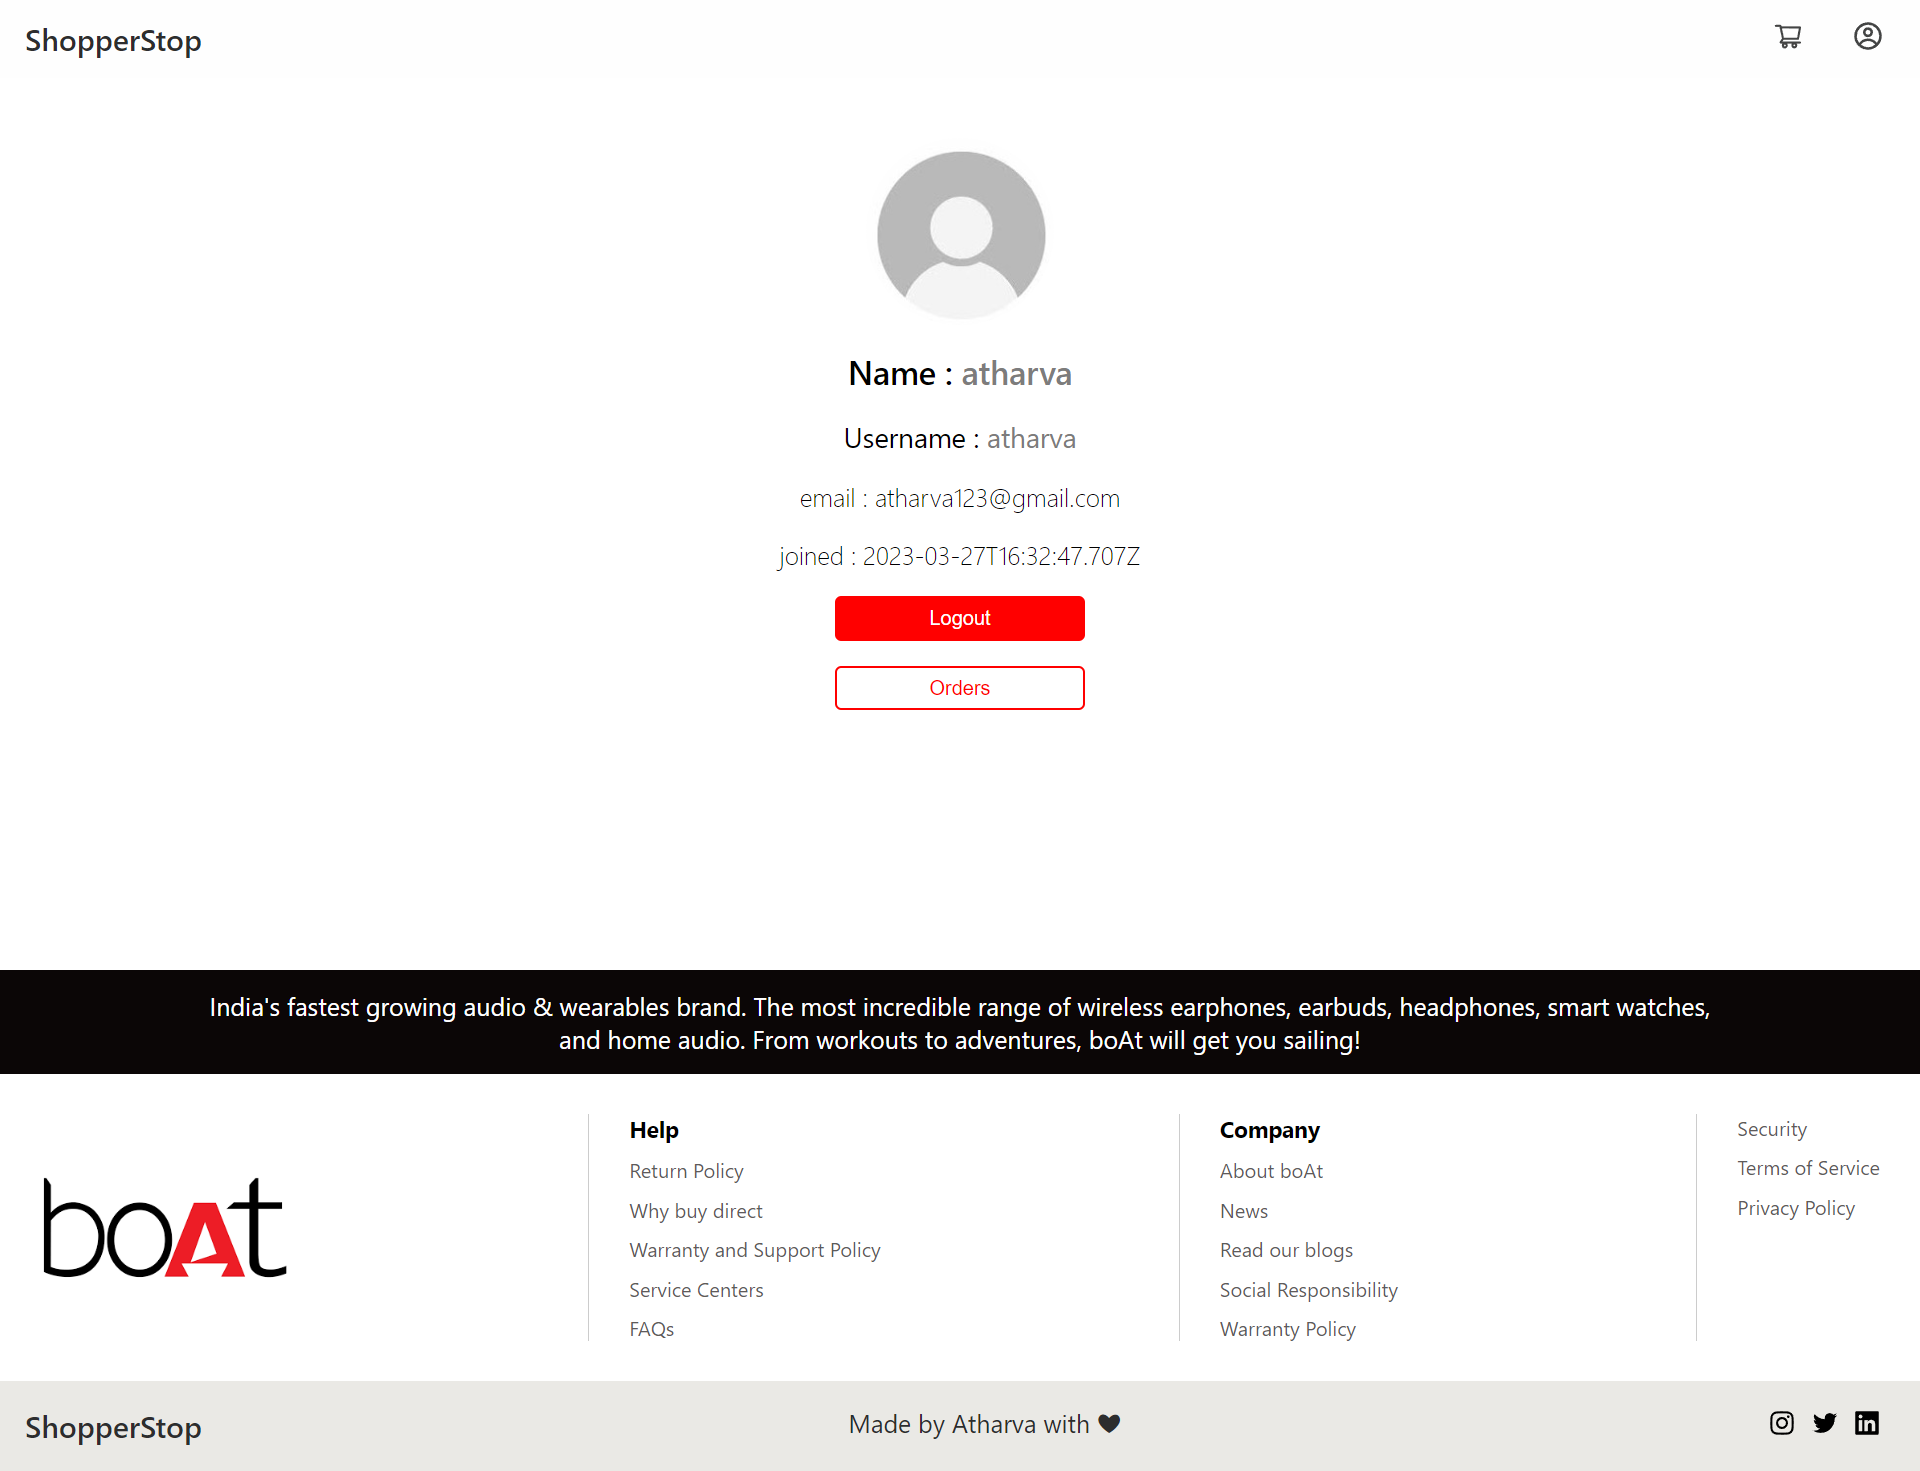 ShopperStop
Name : atharva
Username : atharva
email : atharva123@gmail.com
joined : 2023-03-27T16:32:47.707Z
Logout
Orders
India's fastest growing audio & wearables brand. The most incredible range of wireless earphones, earbuds, headphones, smart watches,
and home audio. From workouts to adventures, boAt will get you sailing!
boAt
Help
Return Policy
Why buy direct
Warranty and Support Policy
Service Centers
FAQs
Company
About boAt
News
Read our blogs
Social Responsibility
Warranty Policy
Security
Terms of Service
Privacy Policy
ShopperStop
Made by Atharva with ♥